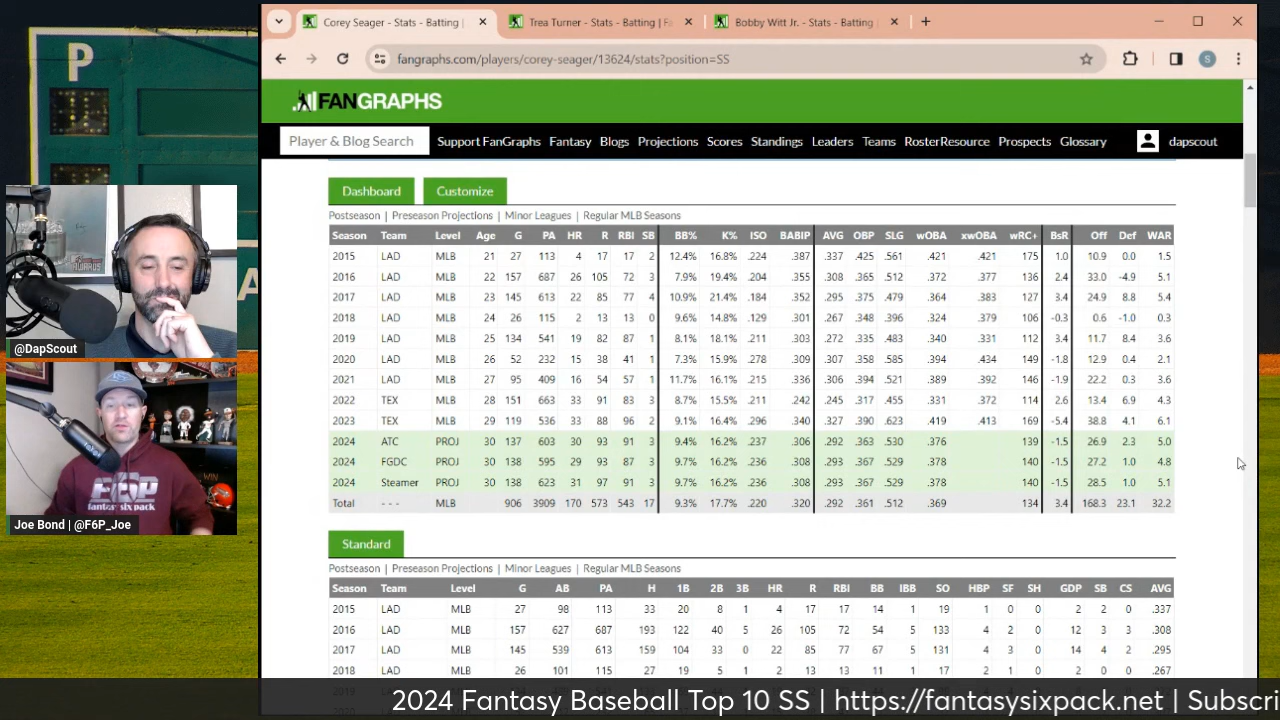 P
A
AWARDS
@DapScout
F6P
fantasy six pack
Joe Bond | @F6P_Joe
Corey Seager - Stats - Batting |
Trea Turner - Stats - Batting | Fa
Bobby Witt Jr. - Stats - Batting
fangraphs.com/players/corey-seager/13624/stats?position=SS
S
FANGRAPHS
Player & Blog Search Support FanGraphs Fantasy Blogs Projections Scores Standings Leaders Teams RosterResource Prospects Glossary dapscout
Dashboard Customize
Postseason | Preseason Projections | Minor Leagues | Regular MLB Seasons
Season Team Level Age G PA HR R RBI SB BB% K% ISO BABIP AVG OBP SLG wOBA xwOBA wRC+ BsR Off Def WAR
2015 LAD MLB 21 27 113 4 17 17 2 12.4% 16.8% .224 .387 .337 .425 .561 .421 .421 175 1.0 10.9 0.0 1.5
2016 LAD MLB 22 157 687 26 105 72 3 7.9% 19.4% .204 .355 .308 .365 .512 .372 .377 136 2.4 33.0 -4.9 5.1
2017 LAD MLB 23 145 613 22 85 77 4 10.9% 21.4% .184 .352 .295 .375 .479 .364 .383 127 3.4 24.9 8.8 5.4
2018 LAD MLB 24 26 115 2 13 13 0 9.6% 14.8% .129 .301 .267 .348 .396 .324 .379 106 -0.3 0.6 -1.0 0.3
2019 LAD MLB 25 134 541 19 82 87 1 8.1% 18.1% .211 .303 .272 .335 .483 .340 .331 112 3.4 11.7 8.4 3.6
2020 LAD MLB 26 52 232 15 38 41 1 7.3% 15.9% .278 .309 .307 .358 .585 .394 .434 149 -1.8 12.9 0.4 2.1
2021 LAD MLB 27 95 409 16 54 57 1 11.7% 16.1% .215 .336 .306 .394 .521 .389 .392 146 -1.9 22.2 0.3 3.6
2022 TEX MLB 28 151 663 33 91 83 3 8.7% 15.5% .211 .242 .245 .317 .455 .331 .372 114 2.6 13.4 6.9 4.3
2023 TEX MLB 29 119 536 33 88 96 2 9.1% 16.4% .296 .340 .327 .390 .623 .419 .413 169 -5.4 38.8 4.1 6.1
2024 ATC PROJ 30 137 603 30 93 91 3 9.4% 16.2% .237 .306 .292 .363 .530 .376 139 -1.5 26.9 2.3 5.0
2024 FGDC PROJ 30 138 595 29 93 87 3 9.7% 16.2% .236 .308 .293 .367 .529 .378 140 -1.5 27.2 1.0 4.8
2024 Steamer PROJ 30 138 623 31 97 91 3 9.7% 16.2% .236 .308 .293 .367 .529 .378 140 -1.5 28.5 1.0 5.1
Total - - - MLB 906 3909 170 573 543 17 9.3% 17.7% .220 .320 .292 .361 .512 .369 134 3.4 168.3 23.1 32.2
Standard
Postseason | Preseason Projections | Minor Leagues | Regular MLB Seasons
Season Team Level G AB PA H 1B 2B 3B HR R RBI BB IBB SO HBP SF SH GDP SB CS AVG
2015 LAD MLB 27 98 113 33 20 8 1 4 17 17 14 1 19 1 0 0 2 2 0 .337
2016 LAD MLB 157 627 687 193 122 40 5 26 105 72 54 5 133 4 2 0 12 3 3 .308
2017 LAD MLB 145 539 613 159 104 33 0 22 85 77 67 5 131 4 3 0 14 4 2 .295
2018 LAD MLB 26 101 115 27 19 5 1 2 13 13 11 1 17 2 1 0 2 0 0 .267
2024 Fantasy Baseball Top 10 SS | https://fantasysixpack.net | Subscri